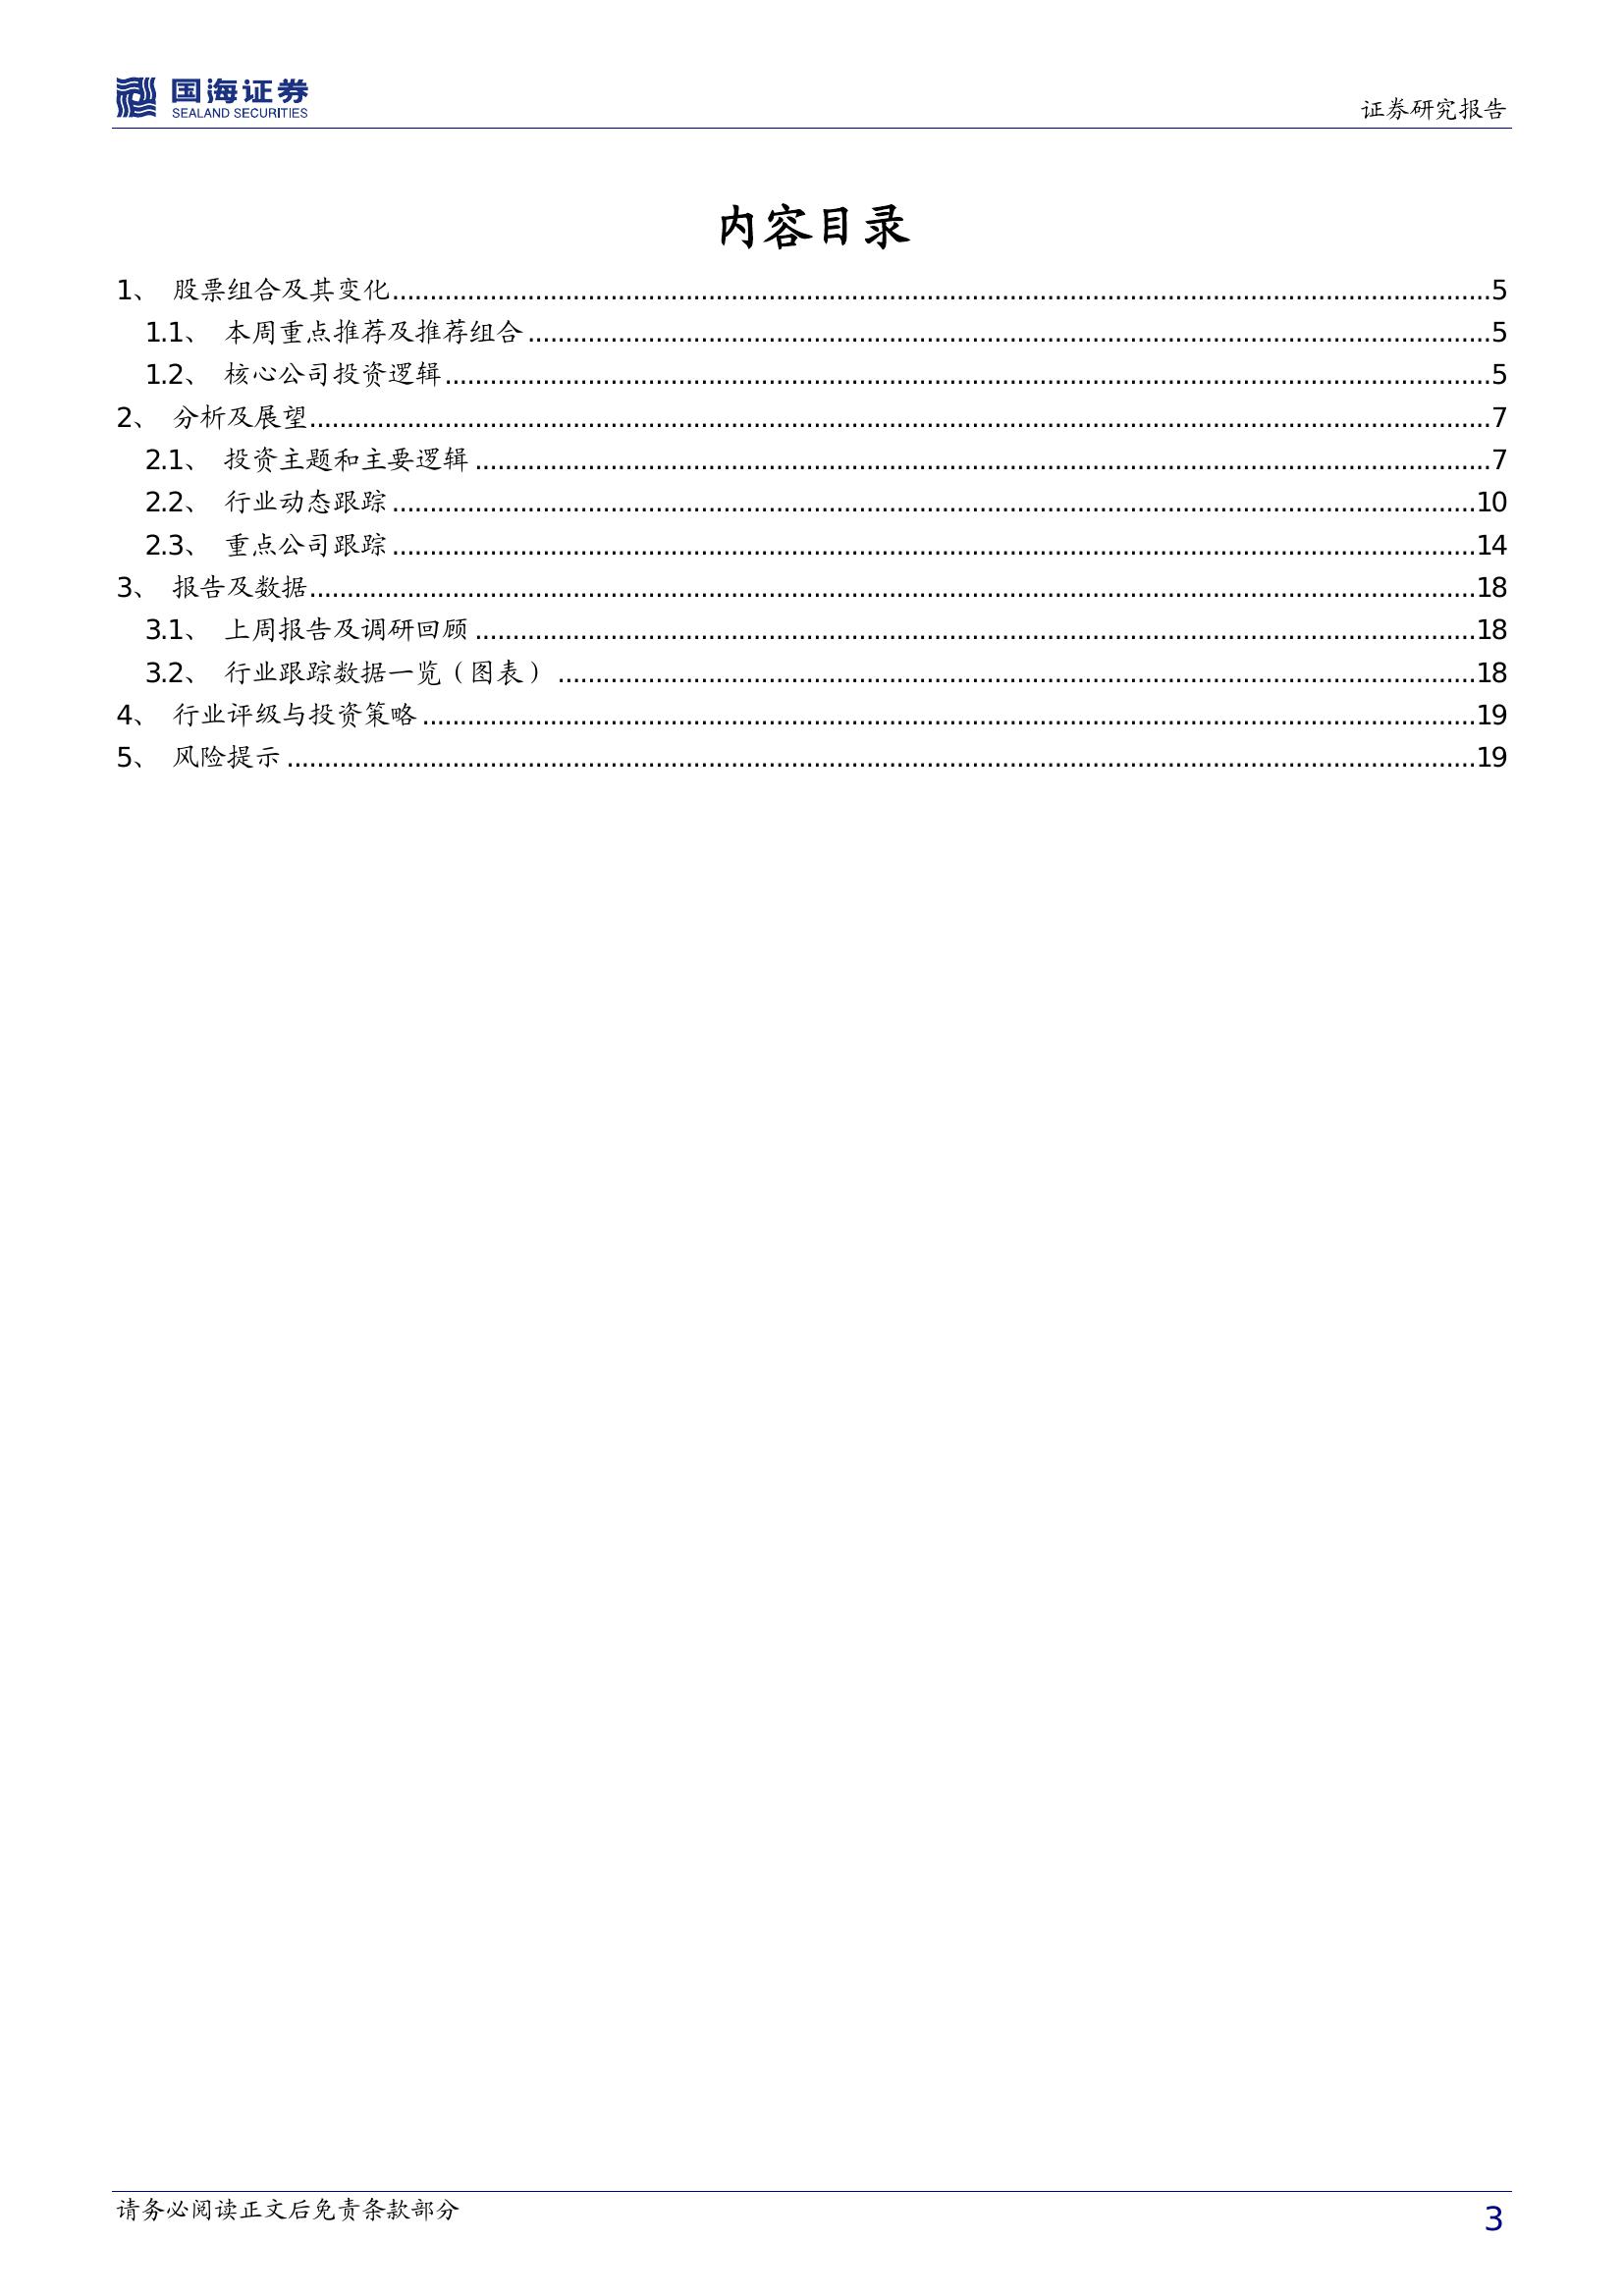 国海证券
SEALAND SECURITIES
证券研究报告
内容目录
1、 股票组合及其变化....................5
1.1、 本周重点推荐及推荐组合....................5
1.2、 核心公司投资逻辑....................5
2、 分析及展望....................7
2.1、 投资主题和主要逻辑....................7
2.2、 行业动态跟踪....................10
2.3、 重点公司跟踪....................14
3、 报告及数据....................18
3.1、 上周报告及调研回顾....................18
3.2、 行业跟踪数据一览（图表）....................18
4、 行业评级与投资策略....................19
5、 风险提示....................19
请务必阅读正文后免责条款部分
3